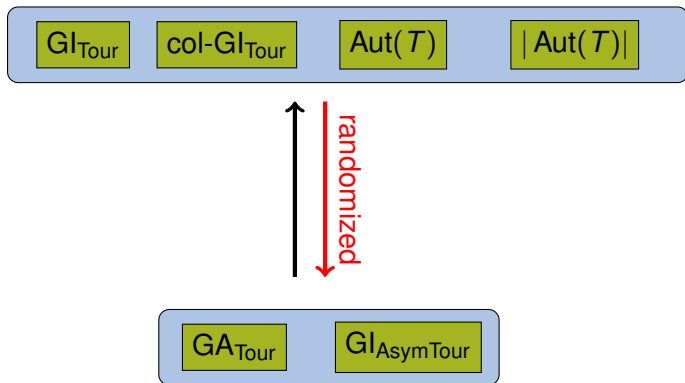 GI_Tour col-GI_Tour Aut(T) |Aut(T)|
randomized
GA_Tour GI_AsymTour